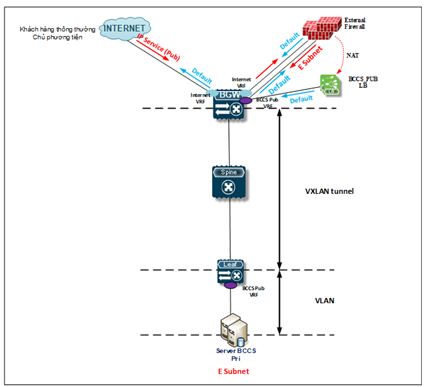 Khách hàng thông thường
Chủ phương tiện
INTERNET
IP Service (Pub)
Default
External
Firewall
Default
E Subnet
Default
NAT
Internet
VRF
Internet
VRF
BGW
BCCS Pub
VRF
Default
BCCS PUB
LB
Spine
VXLAN tunnel
Leaf
BCCS Pub
VRF
VLAN
Server BCCS
Pri
E Subnet